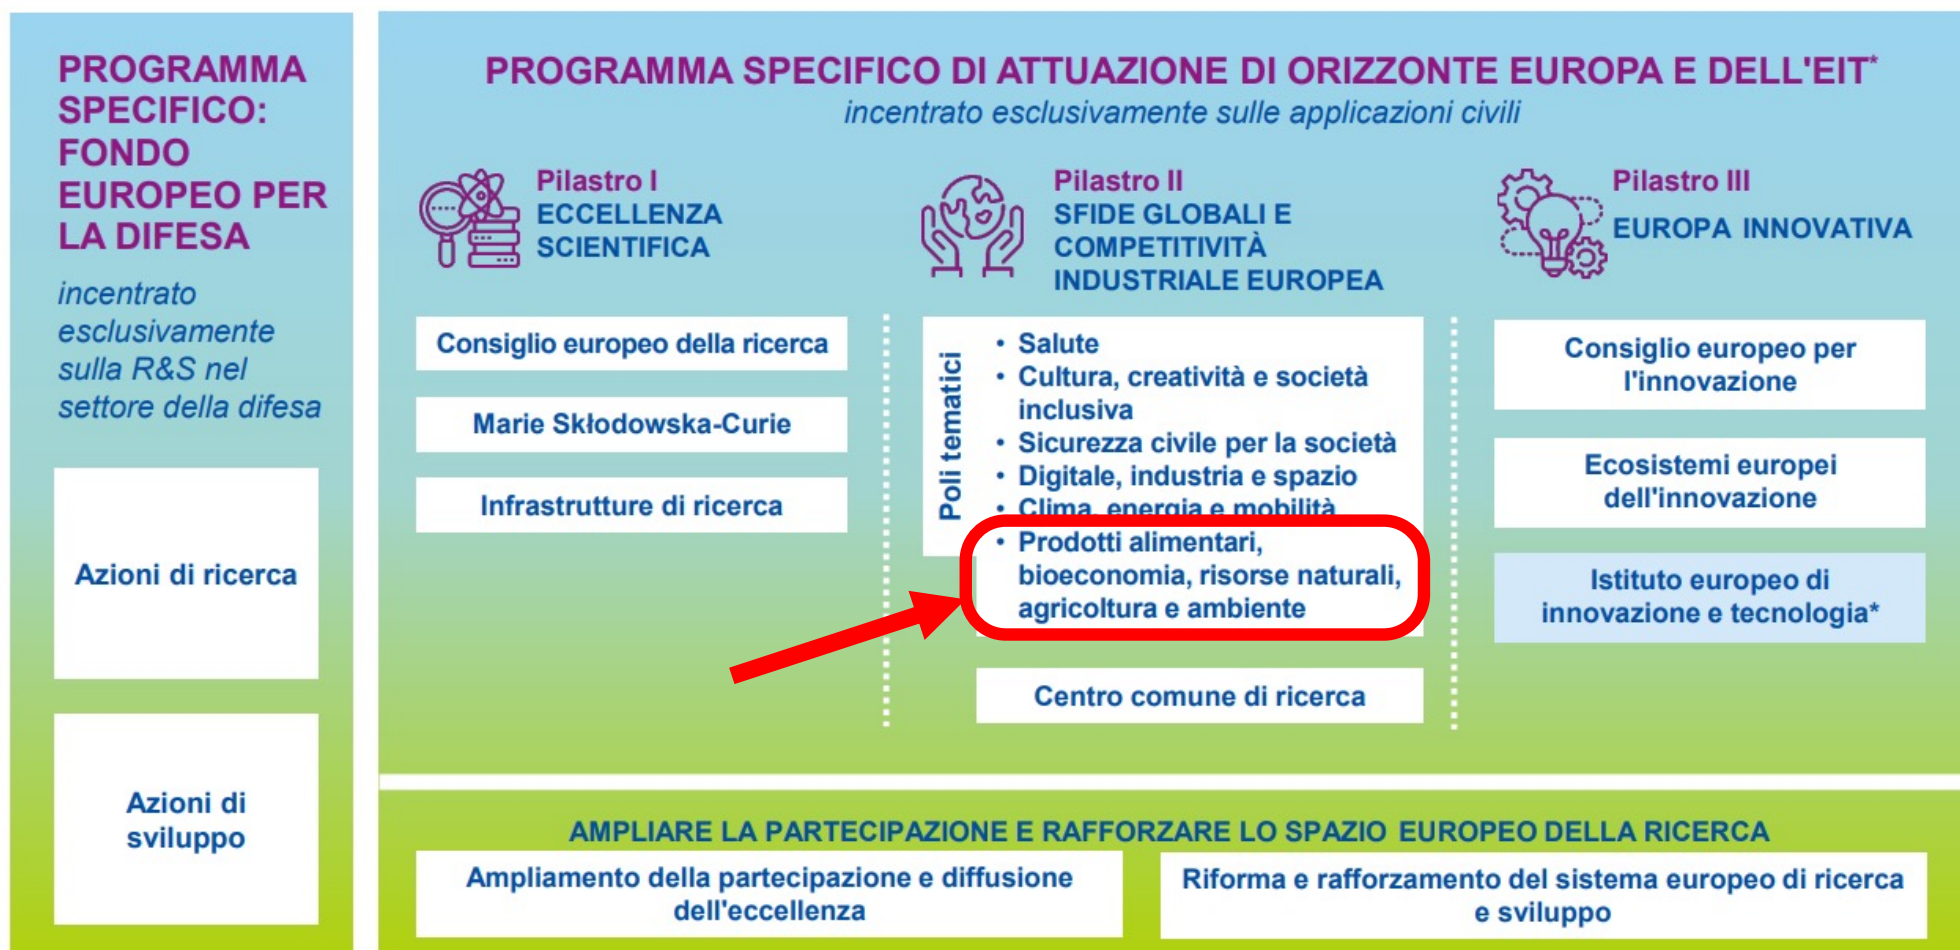 PROGRAMMA
SPECIFICO:
FONDO
EUROPEO PER
LA DIFESA
incentrato
esclusivamente
sulla R&S nel
settore della difesa
Azioni di ricerca
Azioni di
sviluppo
PROGRAMMA SPECIFICO DI ATTUAZIONE DI ORIZZONTE EUROPA E DELL'EIT*
incentrato esclusivamente sulle applicazioni civili
Pilastro I
ECCELLENZA
SCIENTIFICA
Consiglio europeo della ricerca
Marie Skłodowska-Curie
Infrastrutture di ricerca
Pilastro II
SFIDE GLOBALI E
COMPETITIVITÀ
INDUSTRIALE EUROPEA
Poli tematici
• Salute
• Cultura, creatività e società
inclusiva
• Sicurezza civile per la società
• Digitale, industria e spazio
• Clima, energia e mobilità
• Prodotti alimentari,
bioeconomia, risorse naturali,
agricoltura e ambiente
Centro comune di ricerca
Pilastro III
EUROPA INNOVATIVA
Consiglio europeo per
l'innovazione
Ecosistemi europei
dell'innovazione
Istituto europeo di
innovazione e tecnologia*
AMPLIARE LA PARTECIPAZIONE E RAFFORZARE LO SPAZIO EUROPEO DELLA RICERCA
Ampliamento della partecipazione e diffusione
dell'eccellenza
Riforma e rafforzamento del sistema europeo di ricerca
e sviluppo